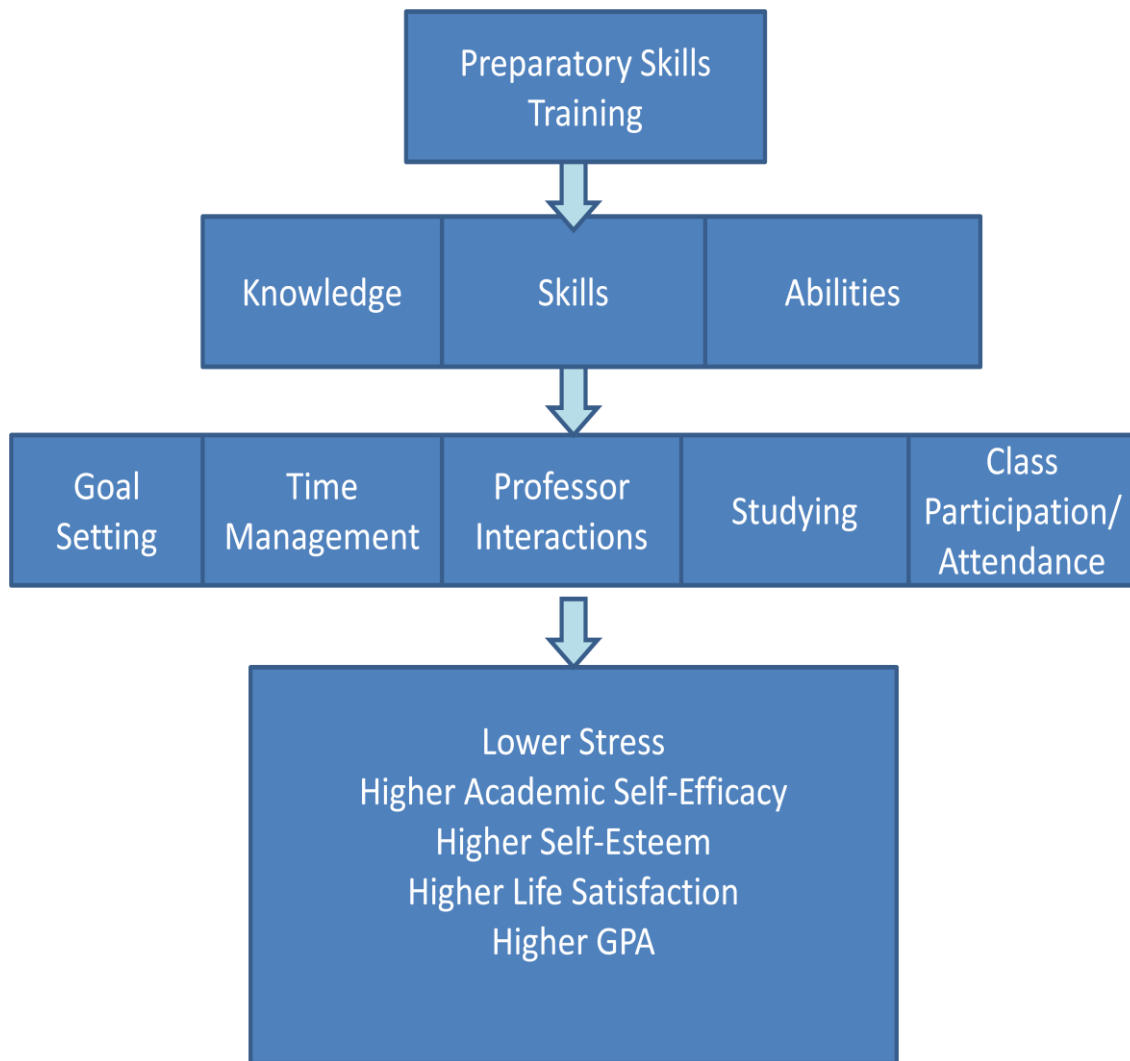 Preparatory Skills
Training
Knowledge
Skills
Abilities
Goal
Setting
Time
Management
Professor
Interactions
Studying
Class
Participation/
Attendance
Lower Stress
Higher Academic Self-Efficacy
Higher Self-Esteem
Higher Life Satisfaction
Higher GPA